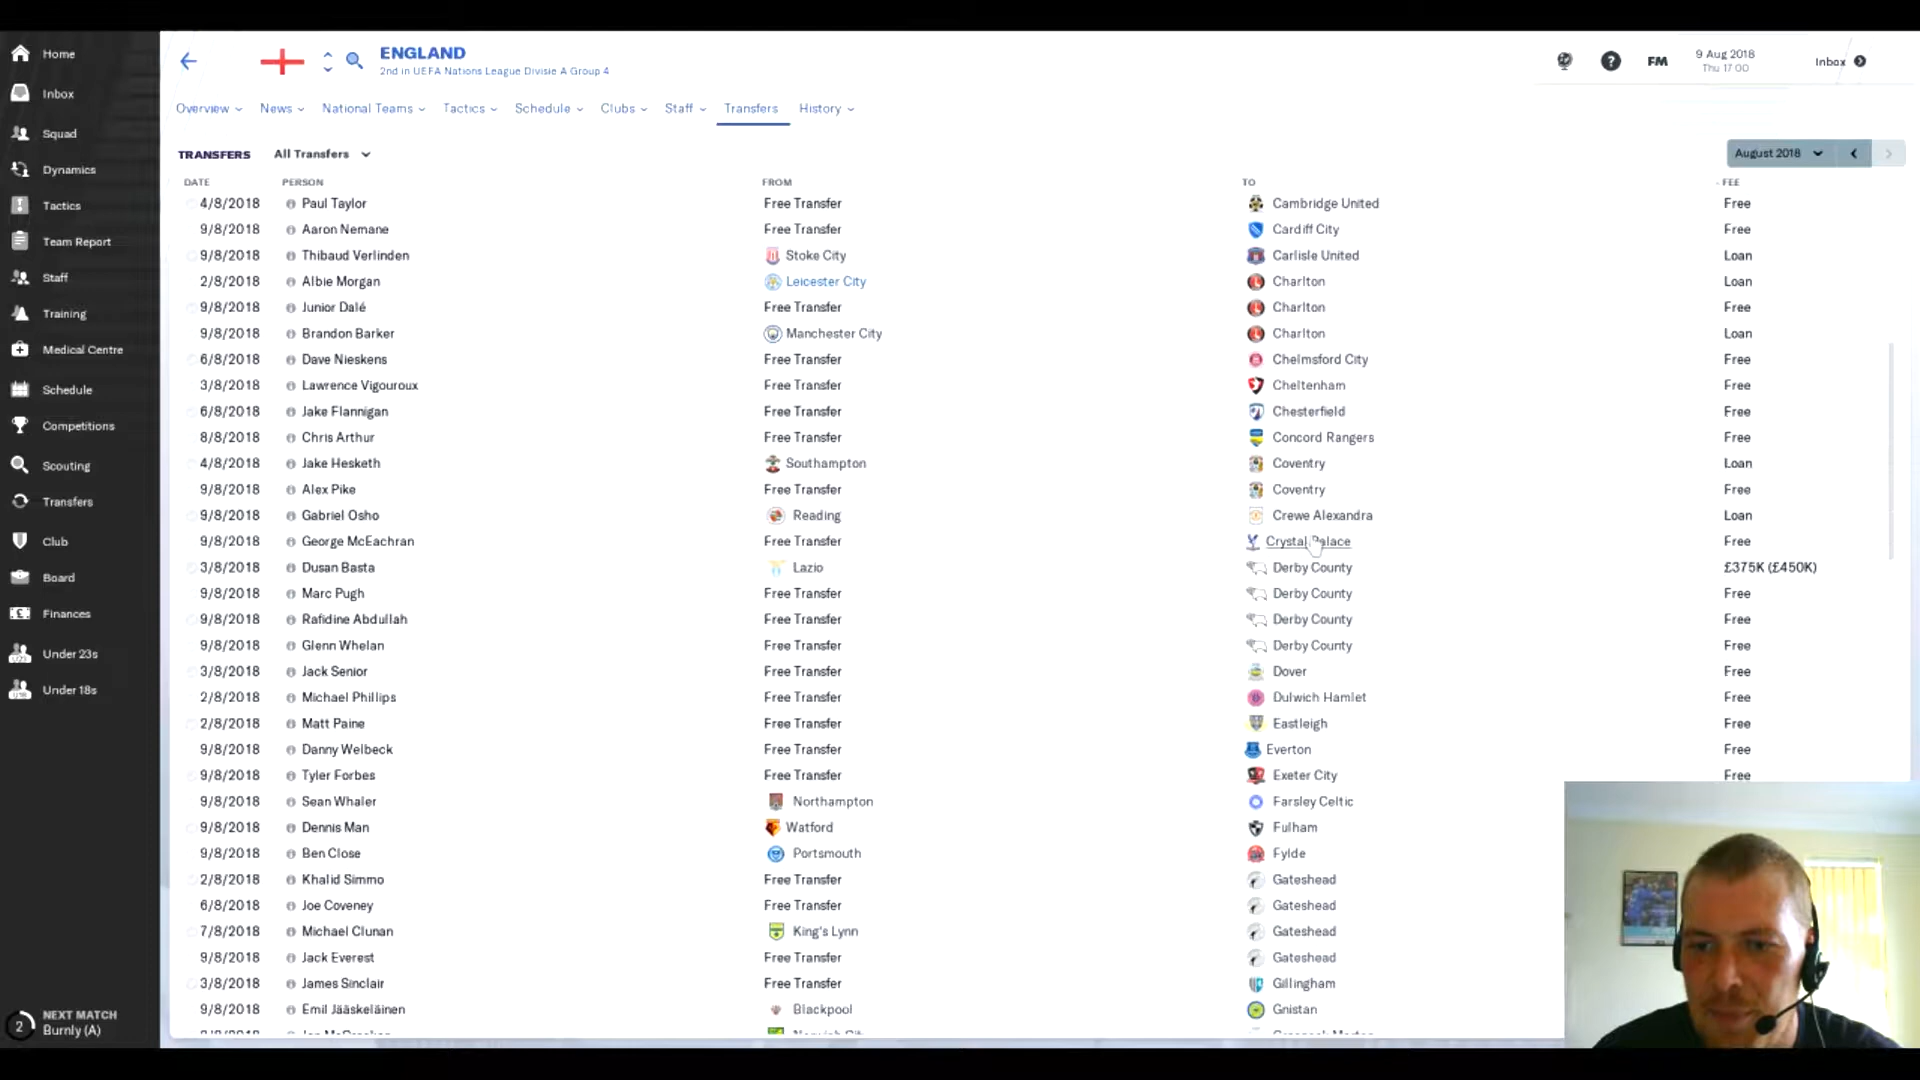 Home
Inbox
Squad
Dynamics
Tactics
Team Report
Staff
Training
Medical Centre
Schedule
Competitions
Scouting
Transfers
Club
Board
Finances
Under 23s
Under 18s
2
NEXT MATCH
Burnly (A)
ENGLAND
2nd in UEFA Nations League Divisie A Group 4
FM
9 Aug 2018
Thu 17 00
Inbox
Overview News National Teams Tactics Schedule Clubs Staff Transfers History
TRANSFERS All Transfers August 2018
DATE PERSON FROM TO FEE
4/8/2018 Paul Taylor Free Transfer Cambridge United Free
9/8/2018 Aaron Nemane Free Transfer Cardiff City Free
9/8/2018 Thibaud Verlinden Stoke City Carlisle United Loan
2/8/2018 Albie Morgan Leicester City Charlton Loan
9/8/2018 Junior Dalé Free Transfer Charlton Free
9/8/2018 Brandon Barker Manchester City Charlton Loan
6/8/2018 Dave Nieskens Free Transfer Chelmsford City Free
3/8/2018 Lawrence Vigouroux Free Transfer Cheltenham Free
6/8/2018 Jake Flannigan Free Transfer Chesterfield Free
8/8/2018 Chris Arthur Free Transfer Concord Rangers Free
4/8/2018 Jake Hesketh Southampton Coventry Loan
9/8/2018 Alex Pike Free Transfer Coventry Free
9/8/2018 Gabriel Osho Reading Crewe Alexandra Loan
9/8/2018 George McEachran Free Transfer Crystal Palace Free
3/8/2018 Dusan Basta Lazio Derby County £375K (£450K)
9/8/2018 Marc Pugh Free Transfer Derby County Free
9/8/2018 Rafidine Abdullah Free Transfer Derby County Free
9/8/2018 Glenn Whelan Free Transfer Derby County Free
3/8/2018 Jack Senior Free Transfer Dover Free
2/8/2018 Michael Phillips Free Transfer Dulwich Hamlet Free
2/8/2018 Matt Paine Free Transfer Eastleigh Free
9/8/2018 Danny Welbeck Free Transfer Everton Free
9/8/2018 Tyler Forbes Free Transfer Exeter City Free
9/8/2018 Sean Whaler Northampton Farsley Celtic
9/8/2018 Dennis Man Watford Fulham
9/8/2018 Ben Close Portsmouth Fylde
2/8/2018 Khalid Simmo Free Transfer Gateshead
6/8/2018 Joe Coveney Free Transfer Gateshead
7/8/2018 Michael Clunan King's Lynn Gateshead
9/8/2018 Jack Everest Free Transfer Gateshead
3/8/2018 James Sinclair Free Transfer Gillingham
9/8/2018 Emil Jääskeläinen Blackpool Gnistan